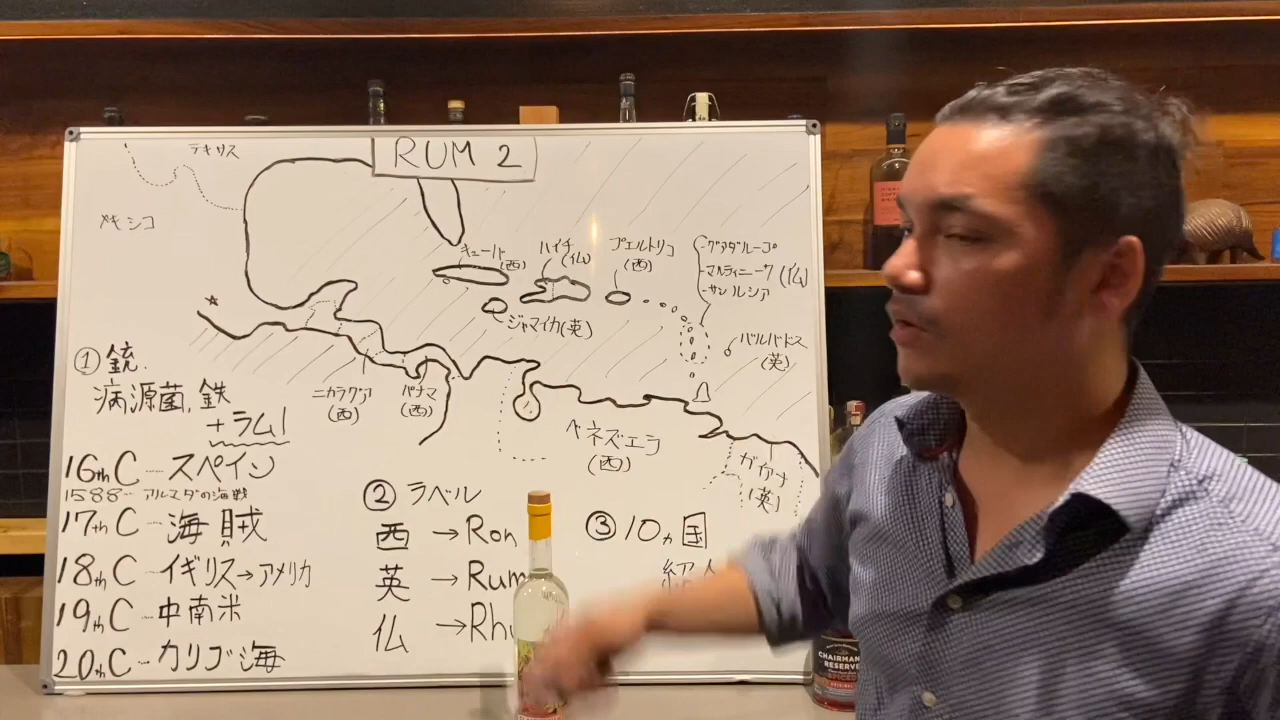 RUM 2
テキサス
メキシコ
キューバ
(西)
ハイチ
(仏)
プエルトリコ
(西)
グアダループ
マルティニーク (仏)
サンルシア
ジャマイカ(英)
バルバドス
(英)
ニカラグア
(西)
パナマ
(西)
ベネズエラ
(西)
ガイアナ
(英)
① 銃.
病源菌, 鉄
+ラム!
16th C … スペイン
1588… アルマダの海戦
17th C … 海賊
18th C … イギリス→アメリカ
19th C … 中南米
20th C … カリブ海
② ラベル
西 → Ron
英 → Rum
仏 → Rhu
③ 10ヵ国
紹介
CHAIRMAN'S
RESERVE
SPICED
ORIGINAL